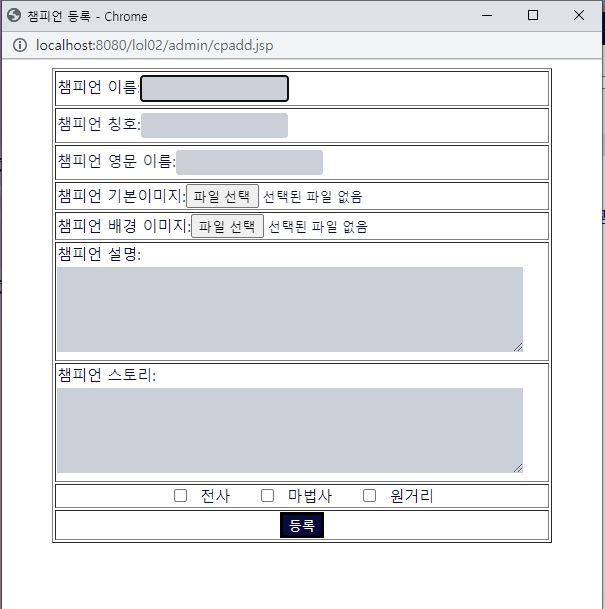 챔피언 등록 - Chrome
localhost:8080/lol02/admin/cpadd.jsp
챔피언 이름:
챔피언 칭호:
챔피언 영문 이름:
챔피언 기본이미지: 파일 선택 선택된 파일 없음
챔피언 배경 이미지: 파일 선택 선택된 파일 없음
챔피언 설명:
챔피언 스토리:
전사 마법사 원거리
등록